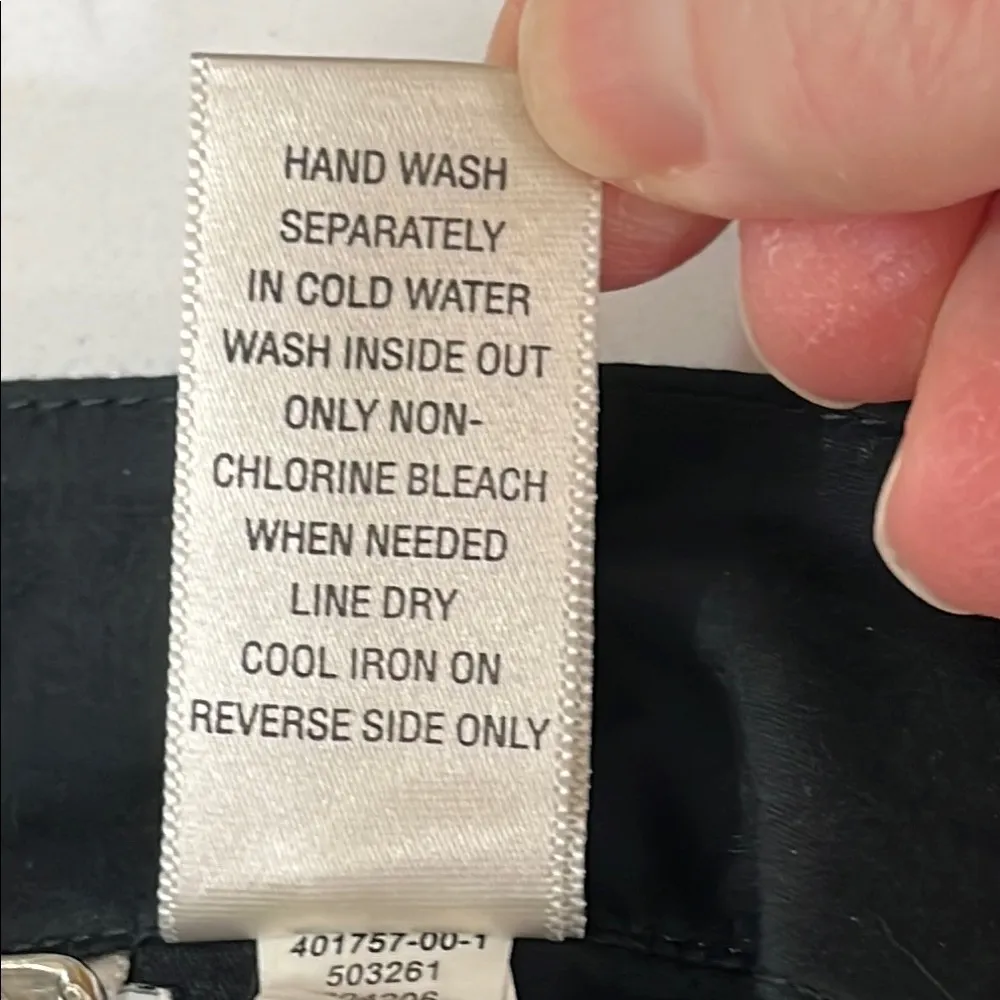 HAND WASH
SEPARATELY
IN COLD WATER
WASH INSIDE OUT
ONLY NON-
CHLORINE BLEACH
WHEN NEEDED
LINE DRY
COOL IRON ON
REVERSE SIDE ONLY
401757-00-1
503261